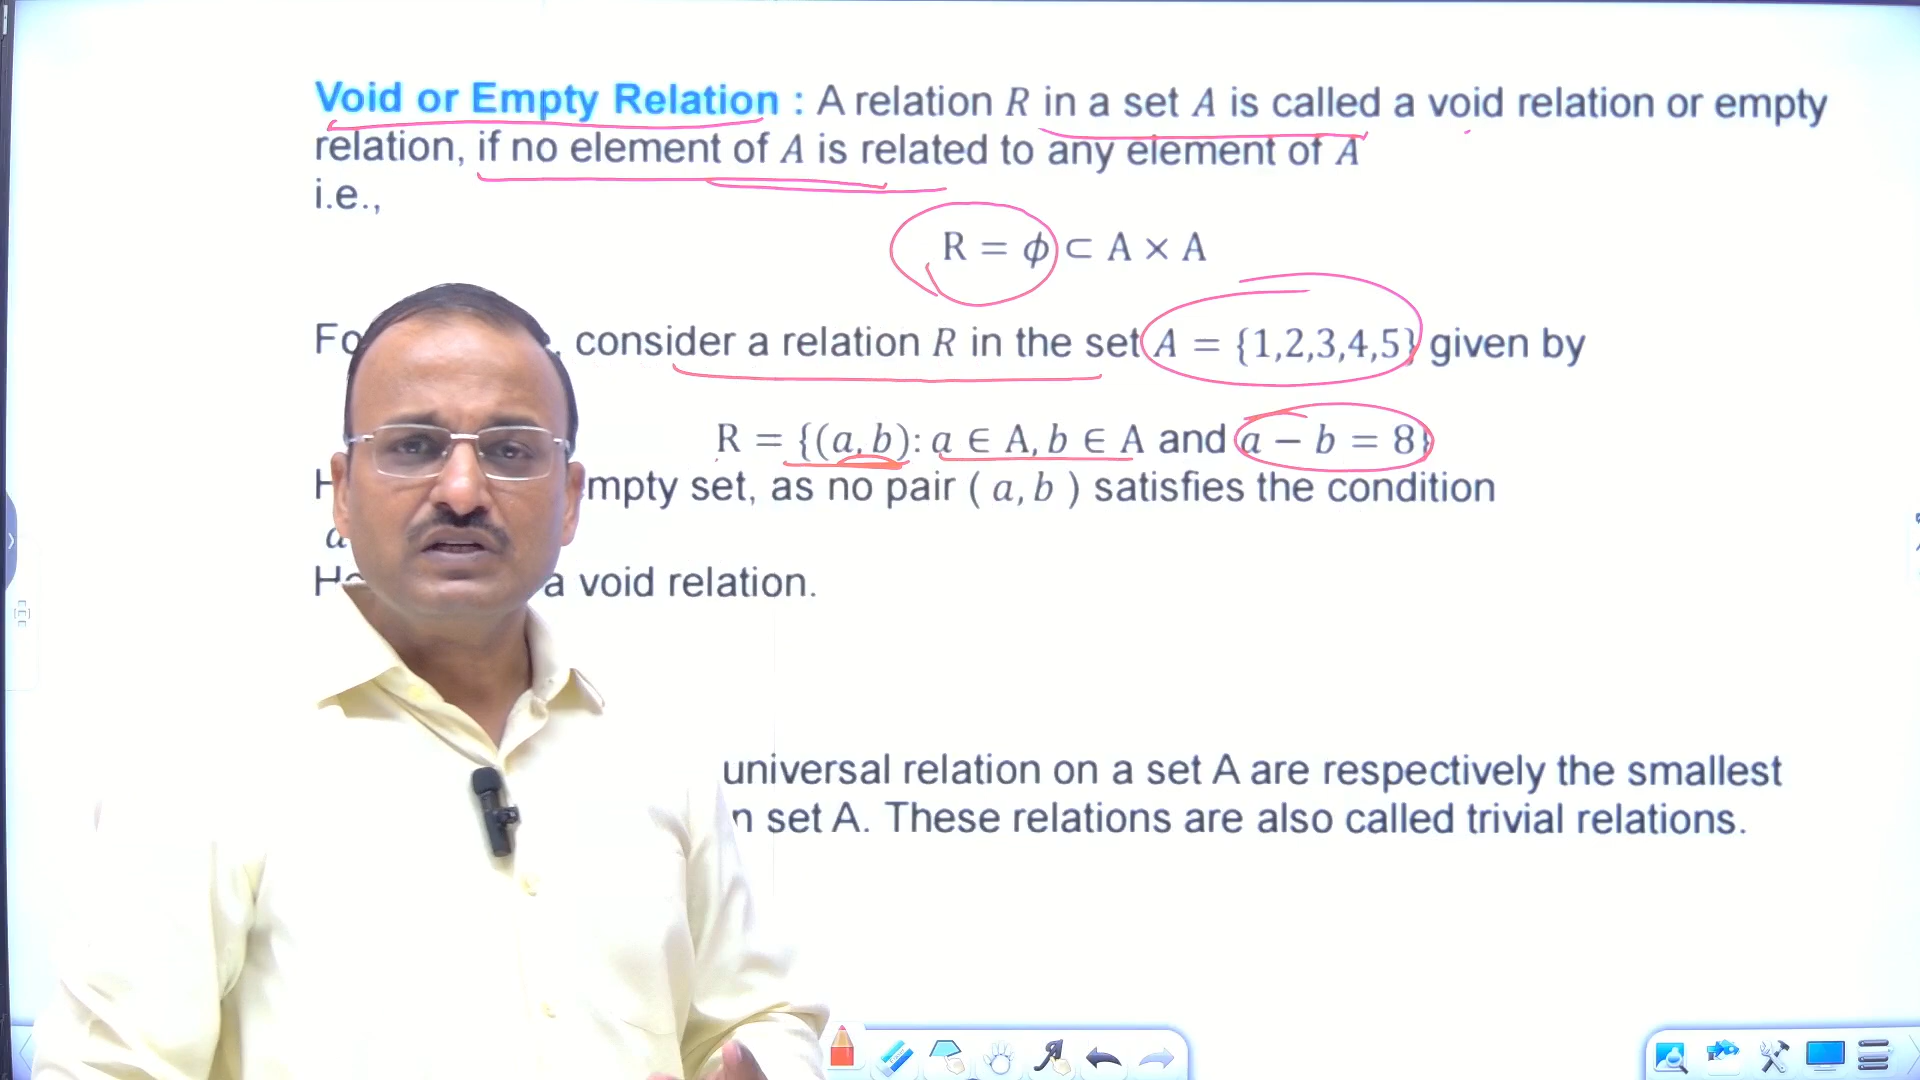 Void or Empty Relation : A relation R in a set A is called a void relation or empty
relation, if no element of A is related to any element of A
i.e.,
R = ϕ ⊂ A × A
consider a relation R in the set A = {1,2,3,4,5} given by
R = {(a, b): a ∈ A, b ∈ A and a − b = 8}
set, as no pair ( a, b ) satisfies the condition
a void relation.
universal relation on a set A are respectively the smallest
set A. These relations are also called trivial relations.